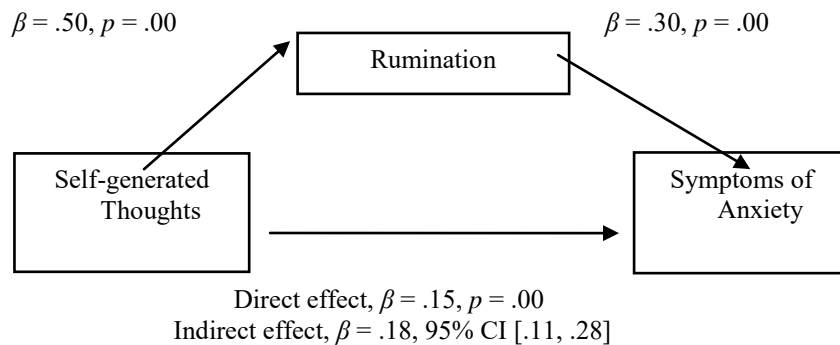 β = .50, p = .00
β = .30, p = .00
Rumination
Self-generated
Thoughts
Symptoms of
Anxiety
Direct effect, β = .15, p = .00
Indirect effect, β = .18, 95% CI [.11, .28]